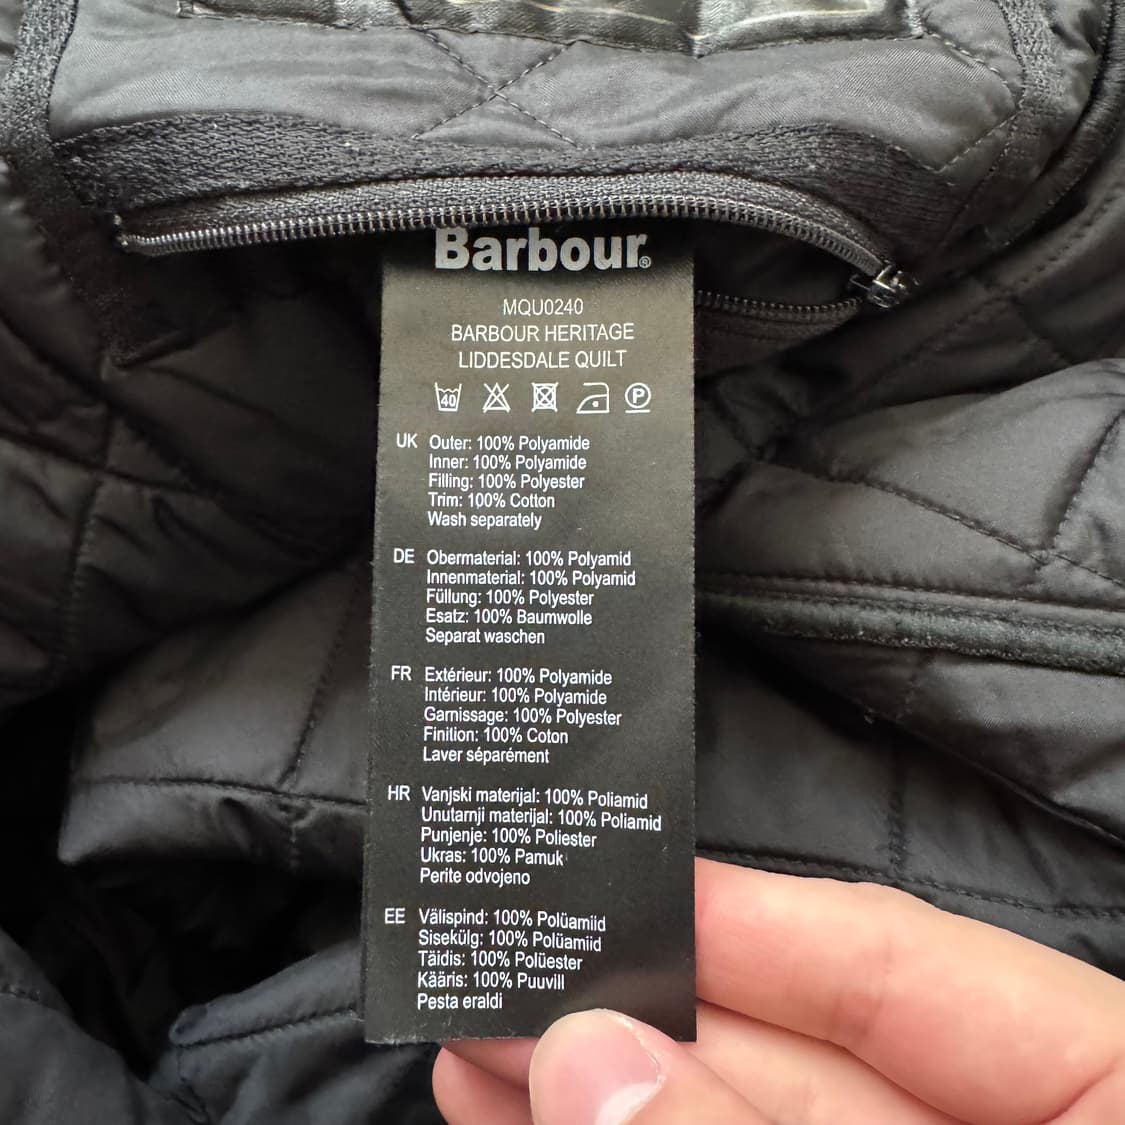 Barbour®
MQU0240
BARBOUR HERITAGE
LIDDESDALE QUILT
40 P
UK Outer: 100% Polyamide
Inner: 100% Polyamide
Filling: 100% Polyester
Trim: 100% Cotton
Wash separately
DE Obermaterial: 100% Polyamid
Innenmaterial: 100% Polyamid
Füllung: 100% Polyester
Esatz: 100% Baumwolle
Separat waschen
FR Extérieur: 100% Polyamide
Intérieur: 100% Polyamide
Garnissage: 100% Polyester
Finition: 100% Coton
Laver séparément
HR Vanjski materijal: 100% Poliamid
Unutarnji materijal: 100% Poliamid
Punjenje: 100% Poliester
Ukras: 100% Pamuk
Perite odvojeno
EE Välispind: 100% Polüamiid
Sisekülg: 100% Polüamiid
Täidis: 100% Polüester
Kääris: 100% Puuvill
Pesta eraldi